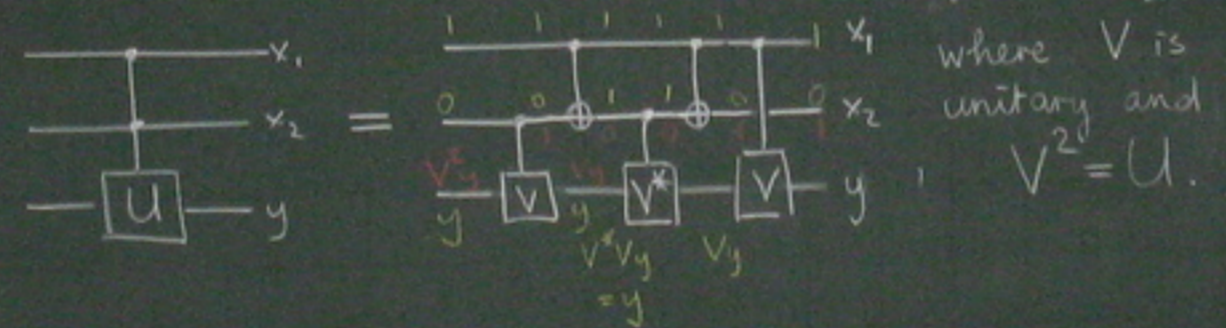 1 1 1 1 1 1 x₁
x₁
where V is
0 0 1 1 0 0 x₂
x₂ =
unitary and
V²y Vy
U y
y V y V* V y ,
V² = U.
V*Vy Vy
=y